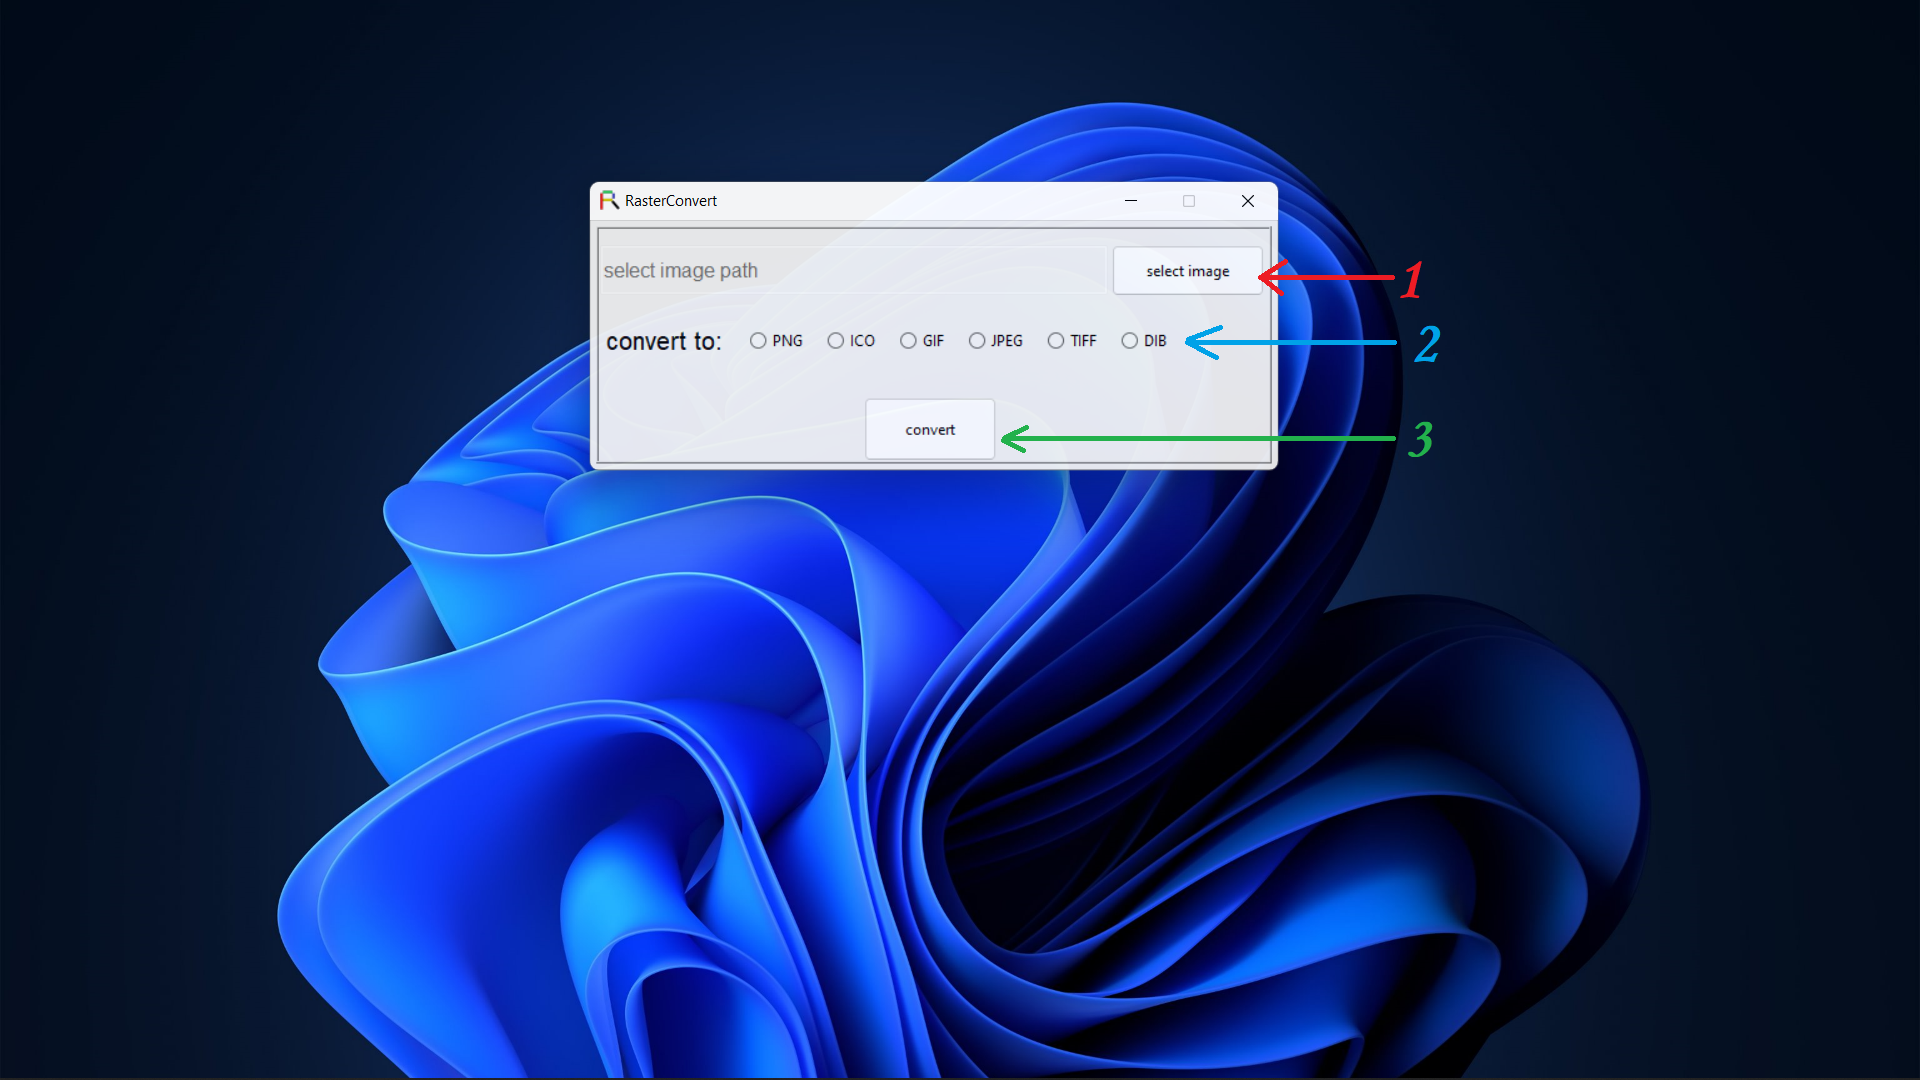 RasterConvert
select image path
select image
1
convert to:
PNG
ICO
GIF
JPEG
TIFF
DIB
2
convert
3